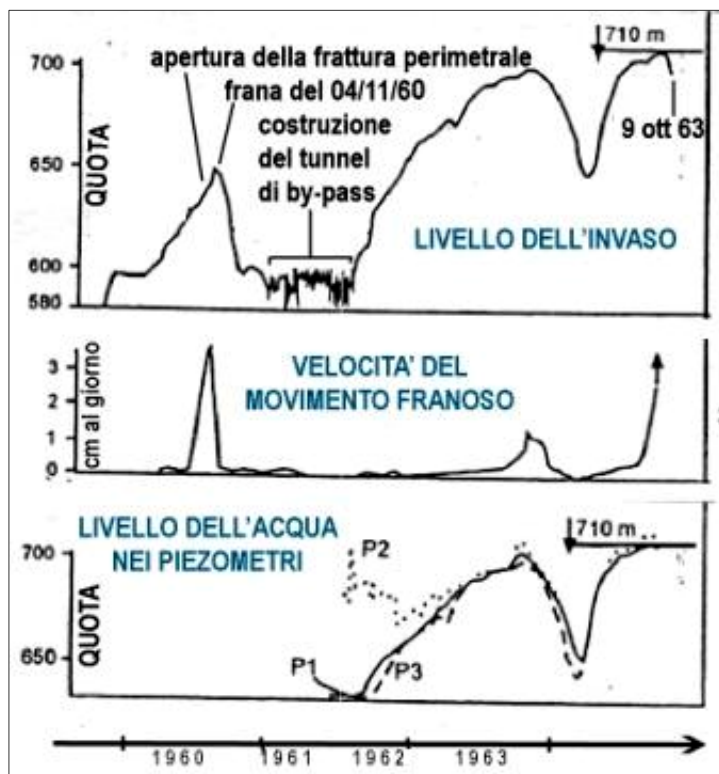 710 m
700
apertura della frattura perimetrale
frana del 04/11/60
costruzione
del tunnel
di by-pass
9 ott 63
QUOTA
650
LIVELLO DELL'INVASO
600
580
3
2
1
0
cm al giorno
VELOCITA' DEL
MOVIMENTO FRANOSO
LIVELLO DELL'ACQUA
NEI PIEZOMETRI
710 m
700
P2
QUOTA
650
P1
P3
1960
1961
1962
1963